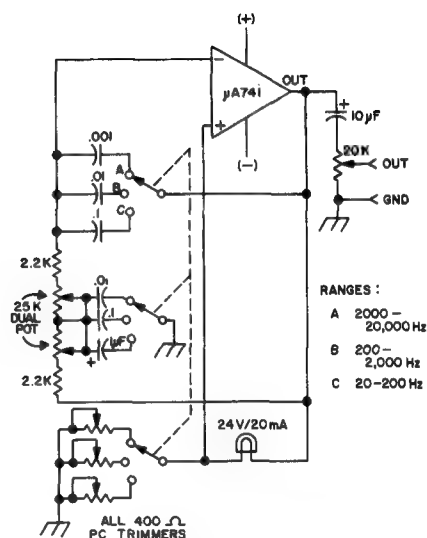 (+)
−
µA741
OUT
+
(−)
+
10µF
20K
OUT
GND
.001
A
.01
B
C
.1
2.2K
25K
DUAL
POT
.01
.1
1µF
+
2.2K
RANGES:
A 2000–
20,000 Hz
B 200–
2,000 Hz
C 20-200 Hz
24V/20mA
ALL 400 Ω
PC TRIMMERS